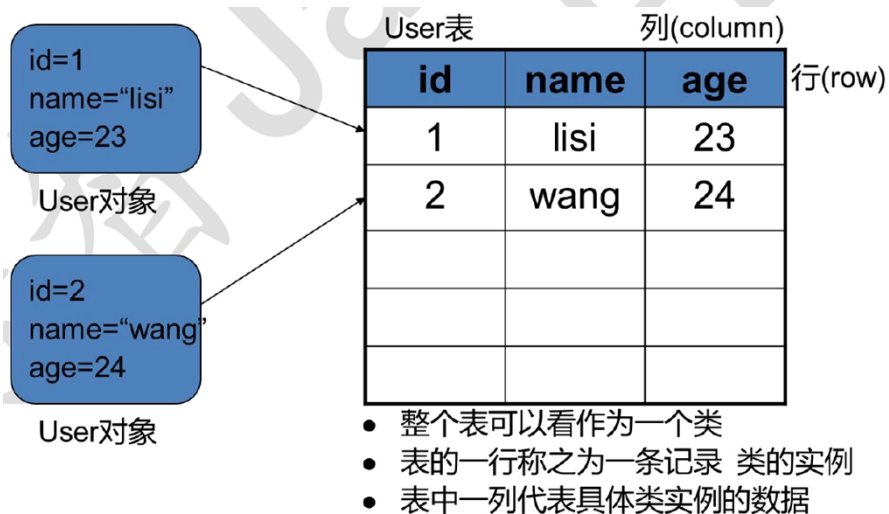 id=1
name=“lisi”
age=23
User对象
id=2
name=“wang”
age=24
User对象
User表 列(column)
id name age 行(row)
1 lisi 23
2 wang 24
● 整个表可以看作为一个类
● 表的一行称之为一条记录 类的实例
● 表中一列代表具体类实例的数据